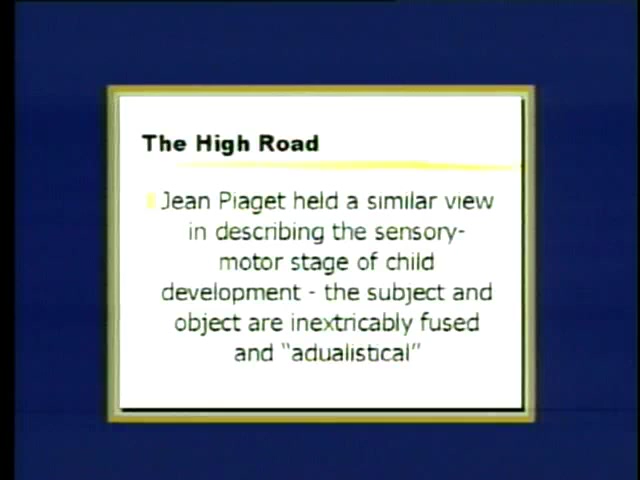 The High Road
Jean Piaget held a similar view
in describing the sensory-
motor stage of child
development - the subject and
object are inextricably fused
and "adualistical"